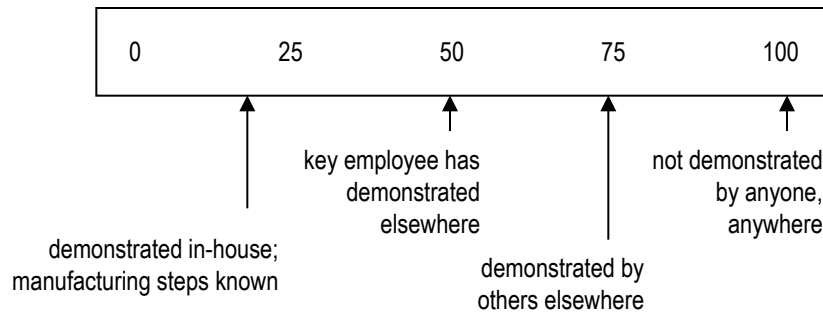 0 25 50 75 100
key employee has
demonstrated
elsewhere
not demonstrated
by anyone,
anywhere
demonstrated in-house;
manufacturing steps known
demonstrated by
others elsewhere